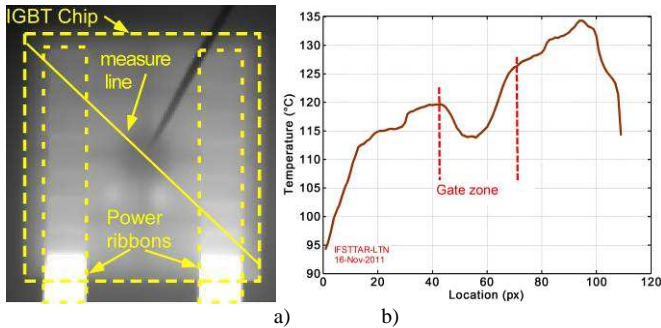 IGBT Chip
measure
line
Power
ribbons
a)
135
130
125
120
115
110
105
100
95
90
0
20
40
60
80
100
120
Temperature (°C)
Location (px)
Gate zone
IFSTTAR-LTN
16-Nov-2011
b)